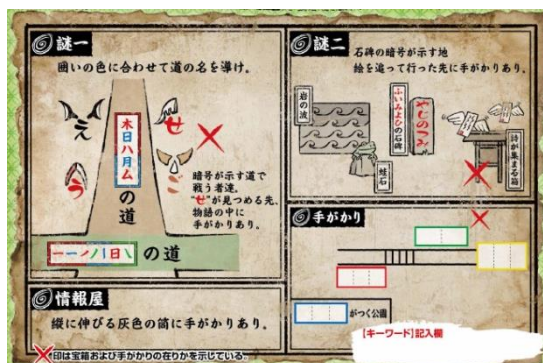 謎一
囲いの色に合わせて道の名を導け。
え
せ
う
ご
木日ハ月ム
の道
暗号が示す道で
戦う者達。
“せ”が見つめる先、
物語の中に
手がかりあり。
一一ノ日\
の道
情報屋
縦に伸びる灰色の筒に手がかりあり。
×印は宝箱および手がかりの在りかを示している。
謎二
石碑の暗号が示す地
絵を追って行った先に手がかりあり。
岩の波
蛙石
ふいみよひの石碑
やじのつみ
詩が集まる箱
手がかり
がつく公園
【キーワード】記入欄